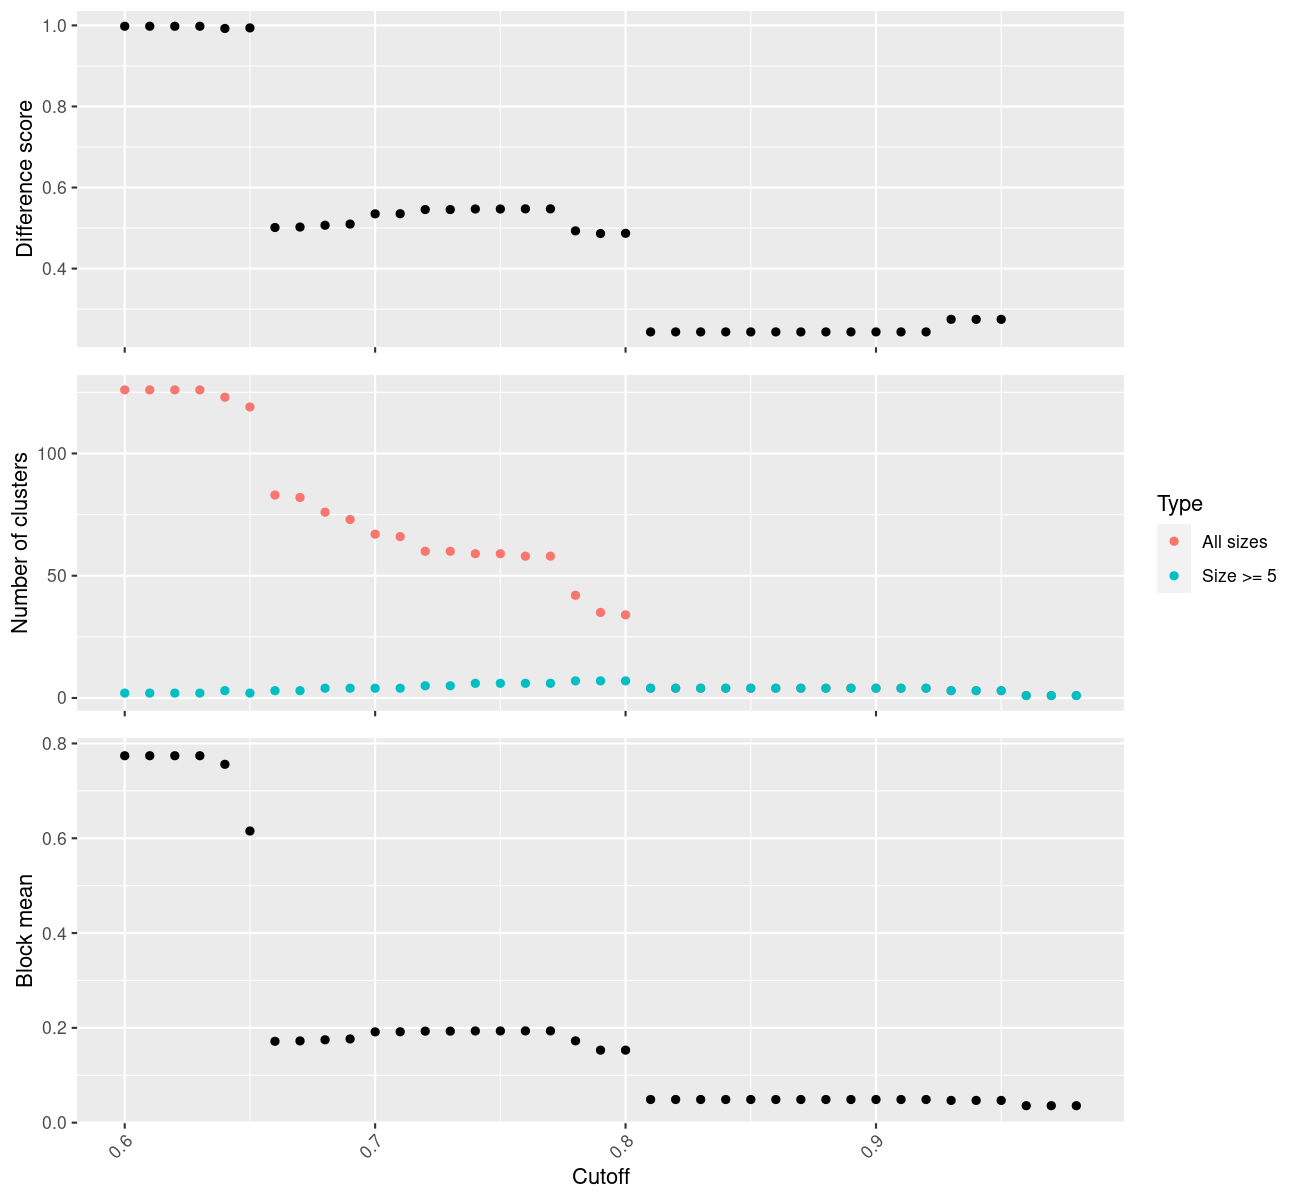 1.0
0.8
0.6
0.4
Difference score
100
50
0
Number of clusters
Type
All sizes
Size >= 5
0.8
0.6
0.4
0.2
0.0
Block mean
0.6
0.7
0.8
0.9
Cutoff